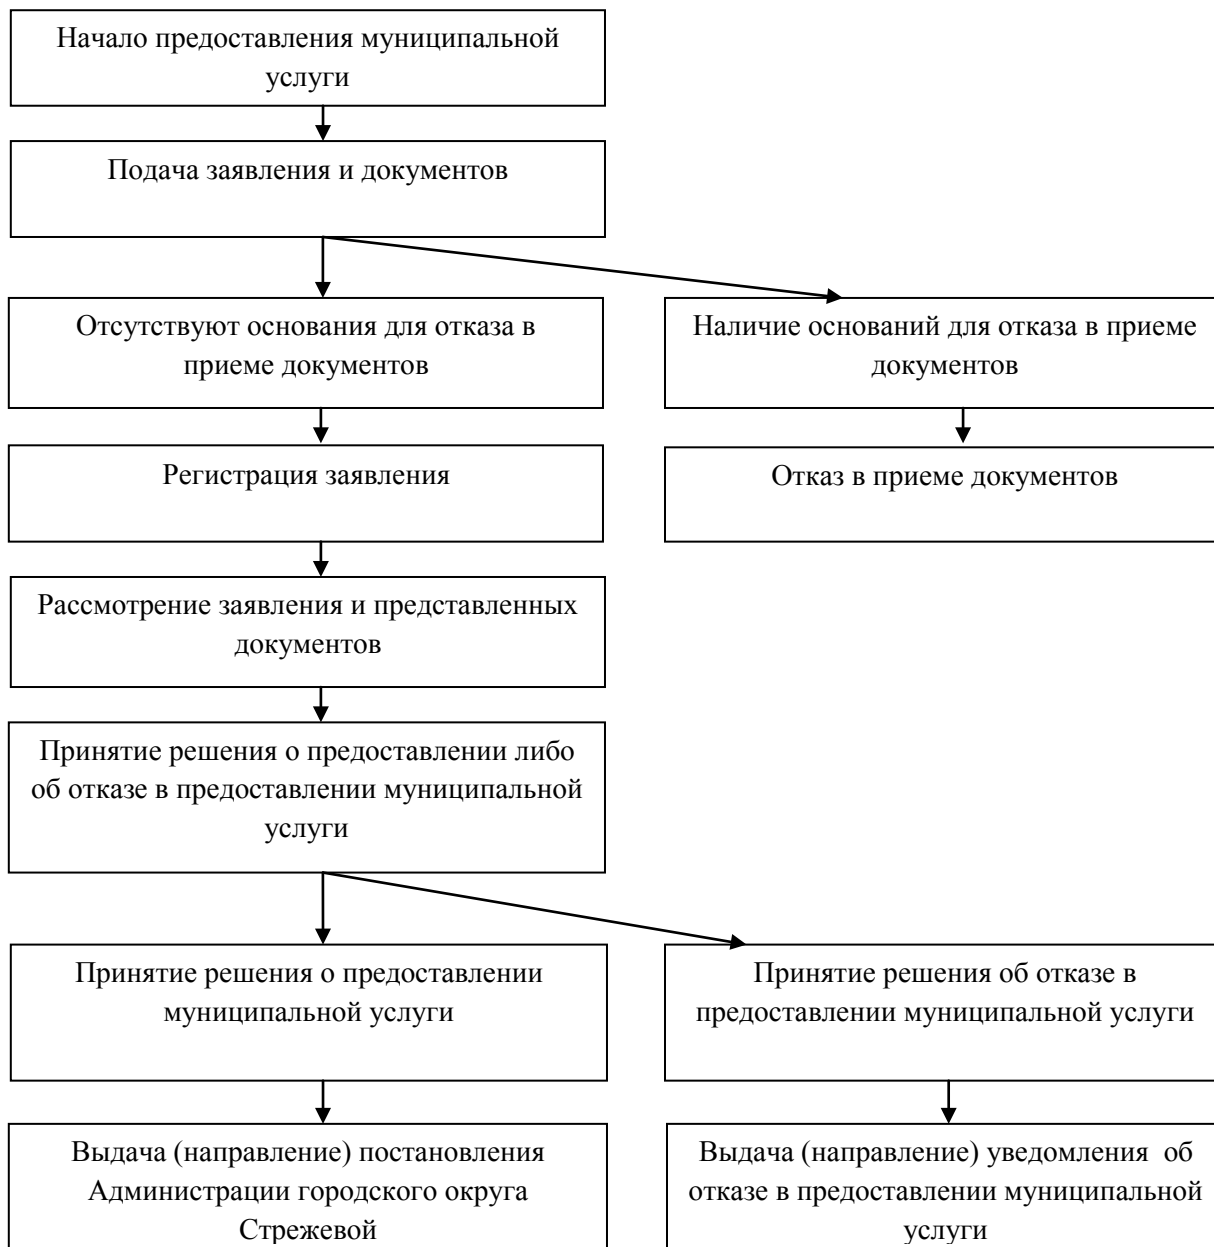 Начало предоставления муниципальной
услуги
Подача заявления и документов
Отсутствуют основания для отказа в
приеме документов
Наличие оснований для отказа в приеме
документов
Регистрация заявления
Отказ в приеме документов
Рассмотрение заявления и представленных
документов
Принятие решения о предоставлении либо
об отказе в предоставлении муниципальной
услуги
Принятие решения о предоставлении
муниципальной услуги
Принятие решения об отказе в
предоставлении муниципальной услуги
Выдача (направление) постановления
Администрации городского округа
Стрежевой
Выдача (направление) уведомления  об
отказе в предоставлении муниципальной
услуги